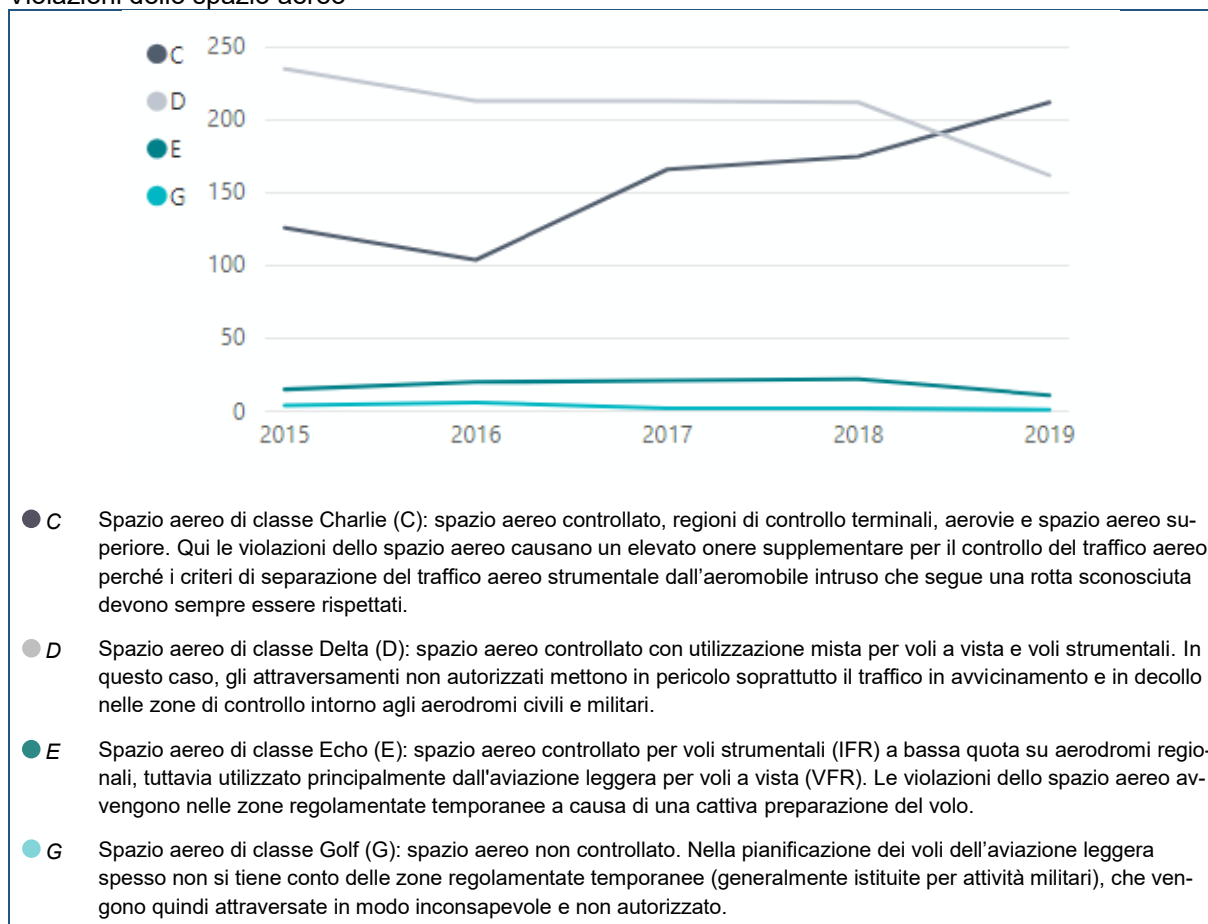 Violazioni dello spazio aereo
C
D
E
G
250
200
150
100
50
0
2015 2016 2017 2018 2019
C Spazio aereo di classe Charlie (C): spazio aereo controllato, regioni di controllo terminali, aerovie e spazio aereo su-
periore. Qui le violazioni dello spazio aereo causano un elevato onere supplementare per il controllo del traffico aereo
perché i criteri di separazione del traffico aereo strumentale dall'aeromobile intruso che segue una rotta sconosciuta
devono sempre essere rispettati.
D Spazio aereo di classe Delta (D): spazio aereo controllato con utilizzazione mista per voli a vista e voli strumentali. In
questo caso, gli attraversamenti non autorizzati mettono in pericolo soprattutto il traffico in avvicinamento e in decollo
nelle zone di controllo intorno agli aerodromi civili e militari.
E Spazio aereo di classe Echo (E): spazio aereo controllato per voli strumentali (IFR) a bassa quota su aerodromi regio-
nali, tuttavia utilizzato principalmente dall'aviazione leggera per voli a vista (VFR). Le violazioni dello spazio aereo av-
vengono nelle zone regolamentate temporanee a causa di una cattiva preparazione del volo.
G Spazio aereo di classe Golf (G): spazio aereo non controllato. Nella pianificazione dei voli dell'aviazione leggera
spesso non si tiene conto delle zone regolamentate temporanee (generalmente istituite per attività militari), che ven-
gono quindi attraversate in modo inconsapevole e non autorizzato.